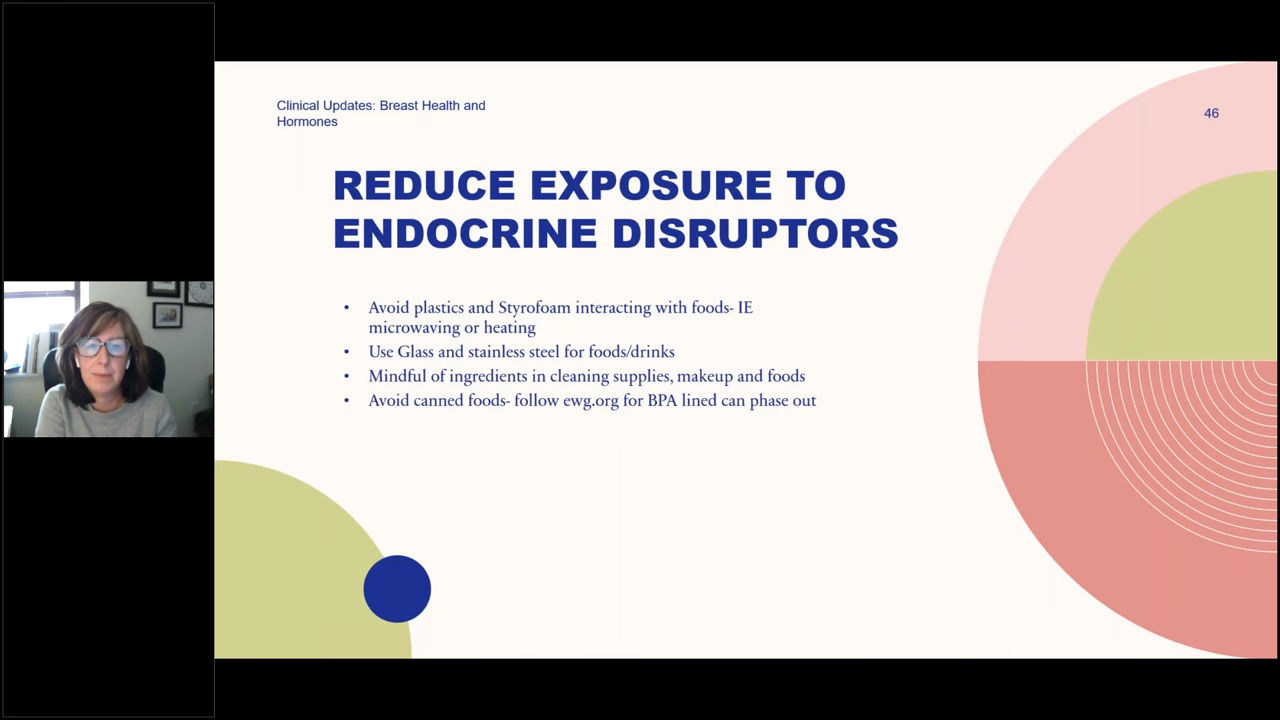 Clinical Updates: Breast Health and
Hormones
46
REDUCE EXPOSURE TO
ENDOCRINE DISRUPTORS
• Avoid plastics and Styrofoam interacting with foods- IE
microwaving or heating
• Use Glass and stainless steel for foods/drinks
• Mindful of ingredients in cleaning supplies, makeup and foods
• Avoid canned foods- follow ewg.org for BPA lined can phase out